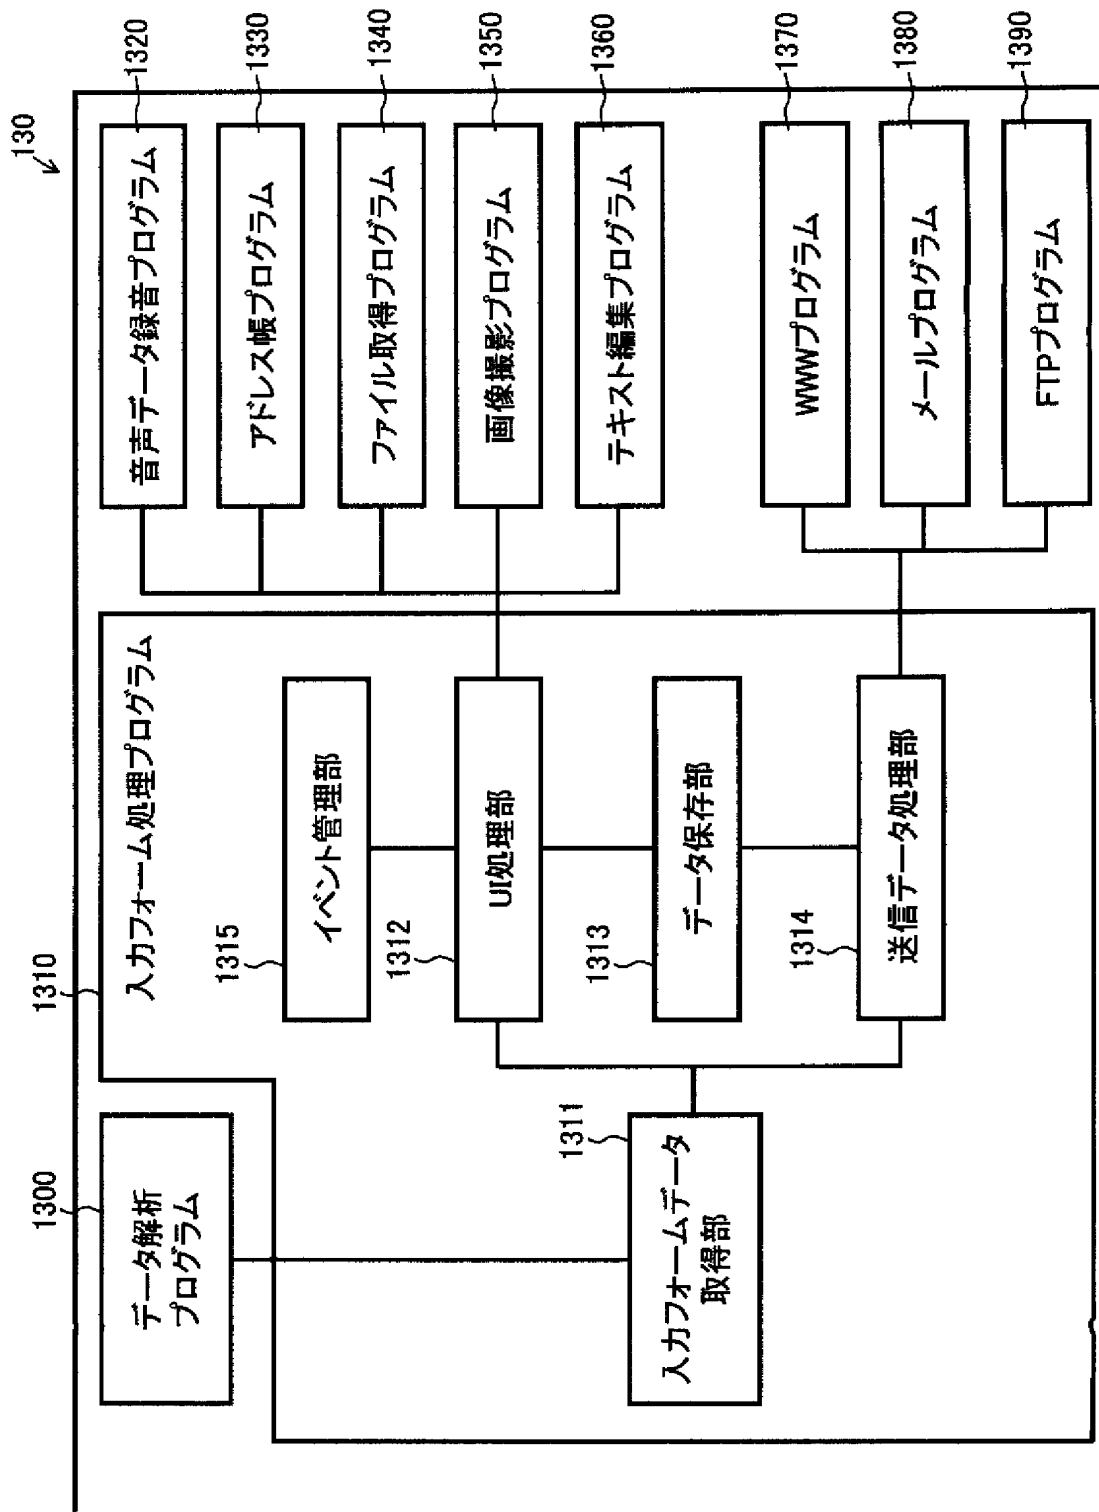 130
1300
データ解析
プログラム
1310
入力フォーム処理プログラム
1311
入力フォームデータ
取得部
1315
イベント管理部
1312
UI処理部
1313
データ保存部
1314
送信データ処理部
音声データ録音プログラム
1320
アドレス帳プログラム
1330
ファイル取得プログラム
1340
画像撮影プログラム
1350
テキスト編集プログラム
1360
WWWプログラム
1370
メールプログラム
1380
FTPプログラム
1390